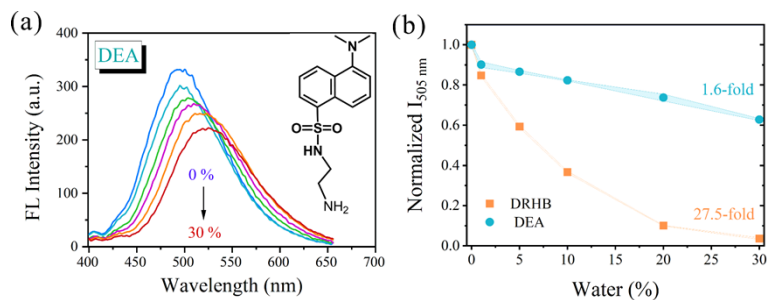 (a)
DEA
FL Intensity (a.u.)
400
300
200
100
0
400 450 500 550 600 650 700
Wavelength (nm)
0 %
30 %
N
O=S=O
HN
NH₂
(b)
Normalized I505 nm
1.0
0.8
0.6
0.4
0.2
0.0
0 5 10 15 20 25 30
Water (%)
1.6-fold
27.5-fold
DRHB
DEA